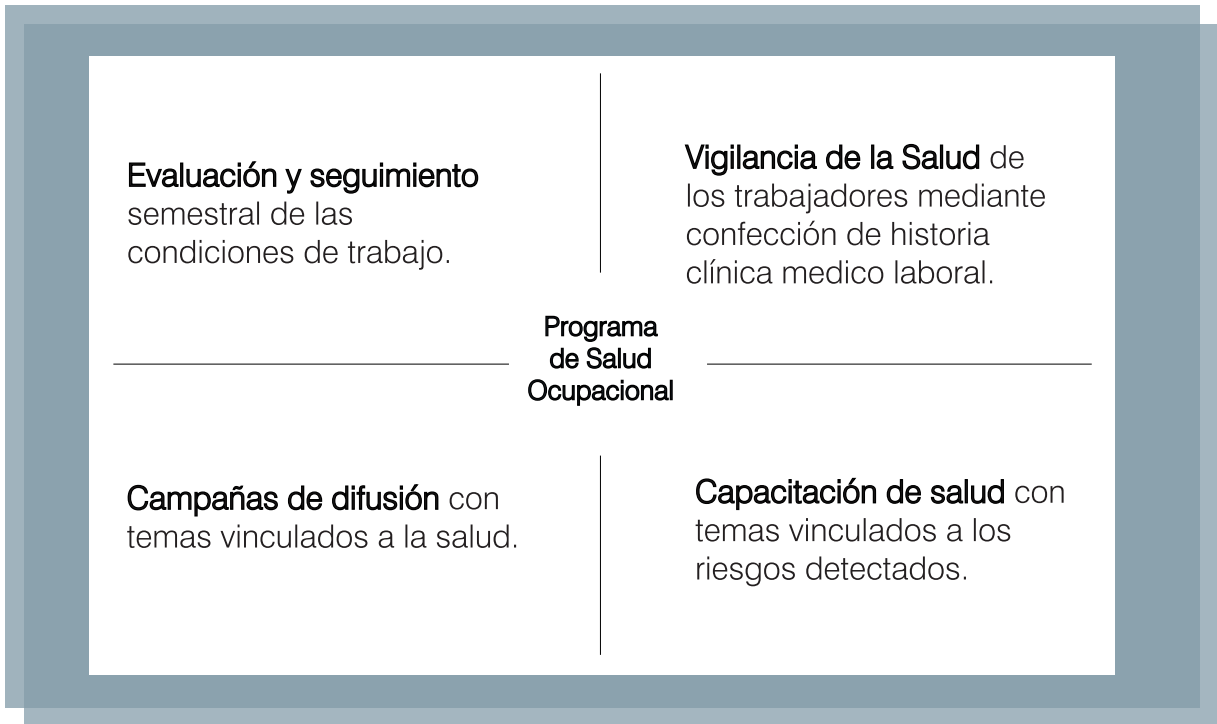 Evaluación y seguimiento
semestral de las
condiciones de trabajo.
Vigilancia de la Salud de
los trabajadores mediante
confección de historia
clínica medico laboral.
Programa
de Salud
Ocupacional
Campañas de difusión con
temas vinculados a la salud.
Capacitación de salud con
temas vinculados a los
riesgos detectados.